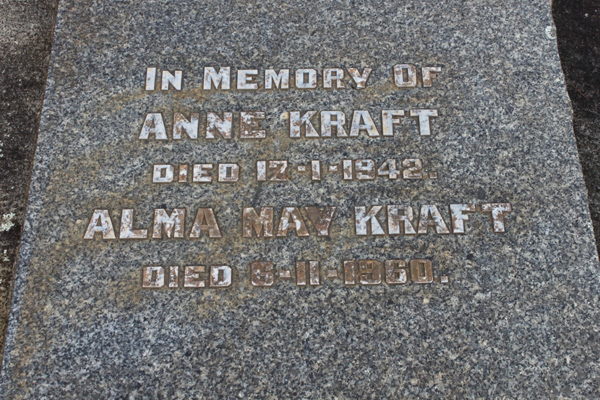 IN MEMORY OF
ANNE KRAFT
DIED 12-1-1942.
ALMA MAY KRAFT
DIED 6-11-1960.